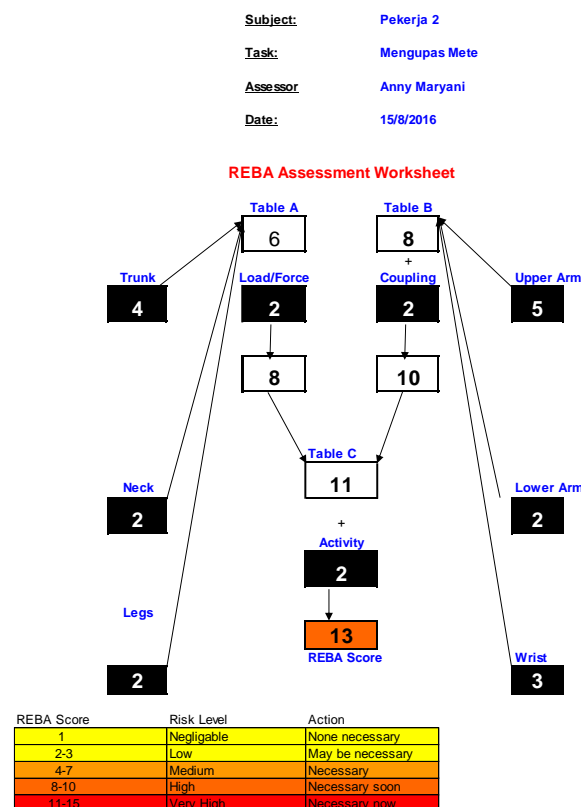 Subject: Pekerja 2
Task: Mengupas Mete
Assessor Anny Maryani
Date: 15/8/2016
REBA Assessment Worksheet
Table A Table B
6 8
+
Trunk Load/Force Coupling Upper Arm
4 2 2 5
8 10
Table C
11
Neck Lower Arm
2 2
+
Activity
2
Legs
13
REBA Score Wrist
2 3
REBA Score Risk Level Action
1 Negligable None necessary
2-3 Low May be necessary
4-7 Medium Necessary
8-10 High Necessary soon
11-15 Very High Necessary now